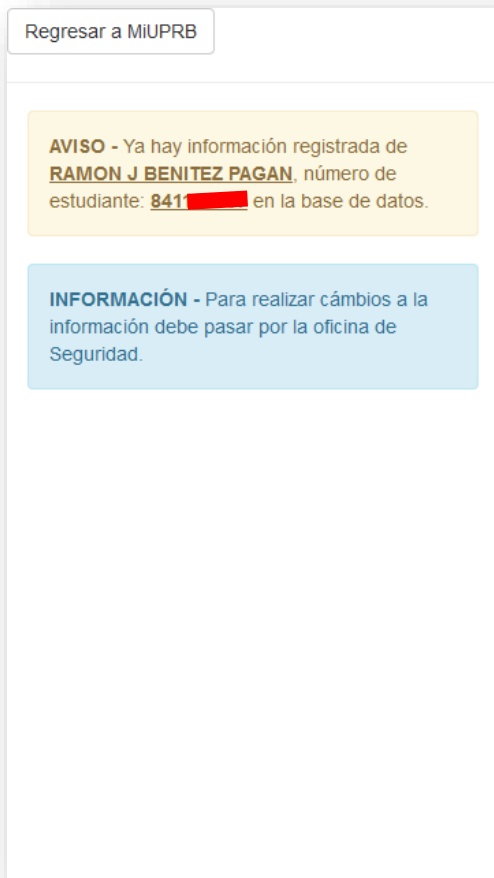 Regresar a MiUPRB
AVISO - Ya hay información registrada de
RAMON J BENITEZ PAGAN, número de
estudiante: 841 en la base de datos.
INFORMACIÓN - Para realizar cámbios a la
información debe pasar por la oficina de
Seguridad.